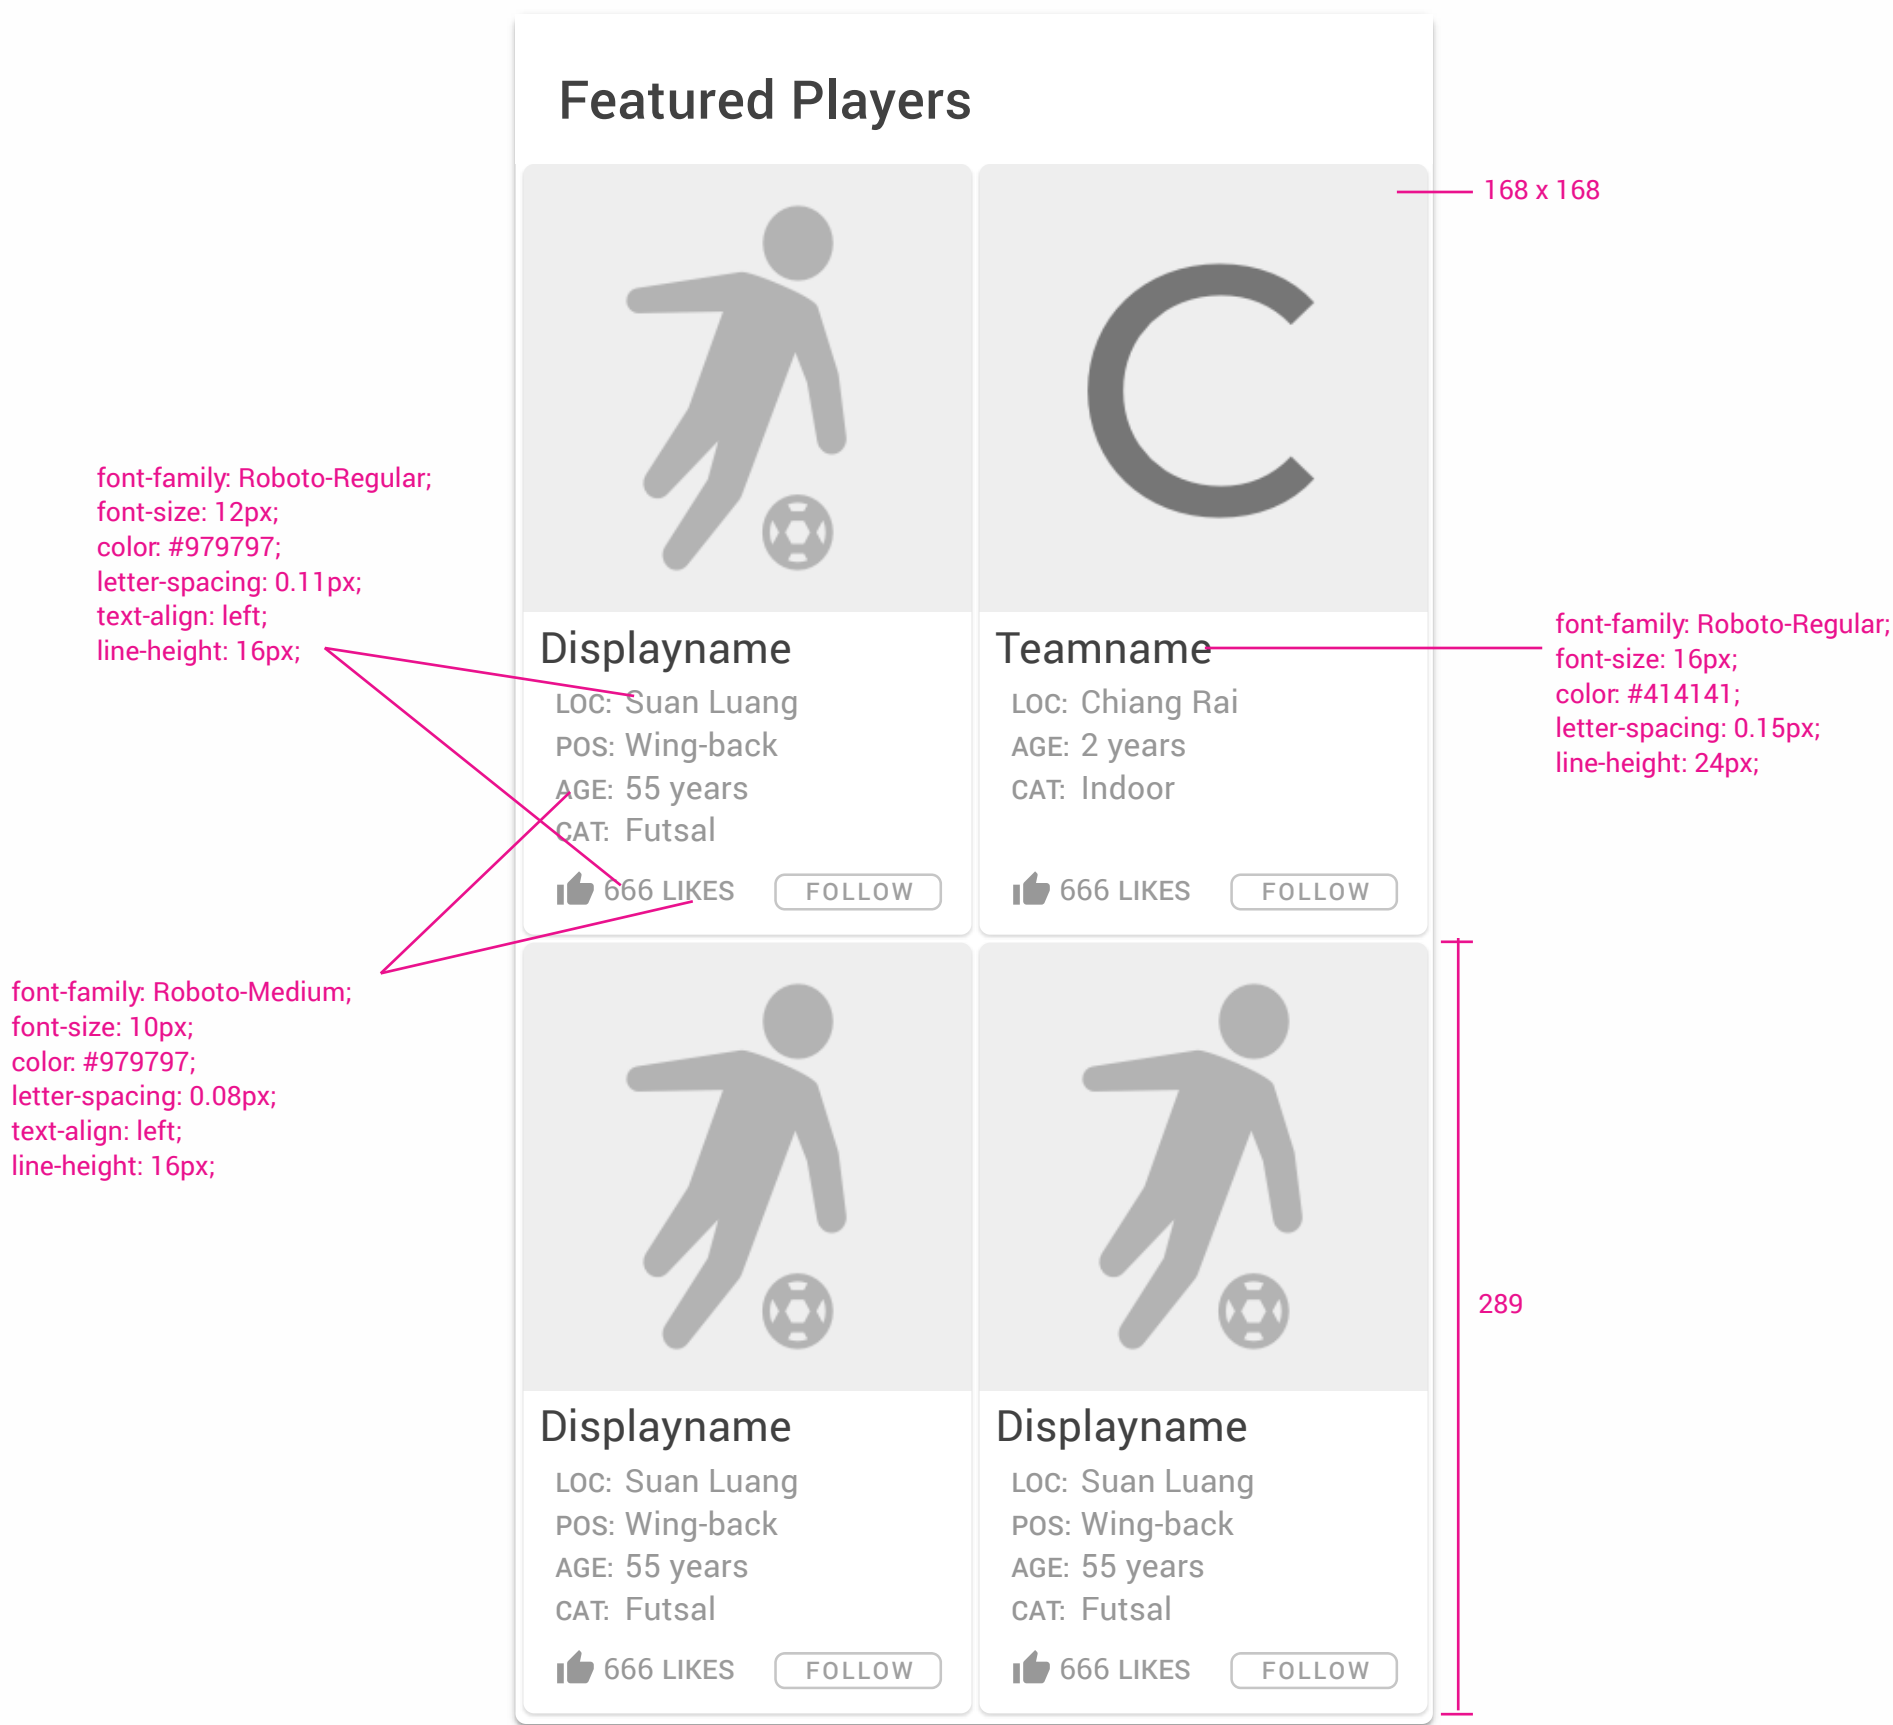 Featured Players
168 x 168
C
font-family: Roboto-Regular;
font-size: 12px;
color: #979797;
letter-spacing: 0.11px;
text-align: left;
line-height: 16px;
Displayname
LOC: Suan Luang
POS: Wing-back
AGE: 55 years
CAT: Futsal
666 LIKES
FOLLOW
Teamname
LOC: Chiang Rai
AGE: 2 years
CAT: Indoor
666 LIKES
FOLLOW
font-family: Roboto-Regular;
font-size: 16px;
color: #414141;
letter-spacing: 0.15px;
line-height: 24px;
font-family: Roboto-Medium;
font-size: 10px;
color: #979797;
letter-spacing: 0.08px;
text-align: left;
line-height: 16px;
289
Displayname
LOC: Suan Luang
POS: Wing-back
AGE: 55 years
CAT: Futsal
666 LIKES
FOLLOW
Displayname
LOC: Suan Luang
POS: Wing-back
AGE: 55 years
CAT: Futsal
666 LIKES
FOLLOW